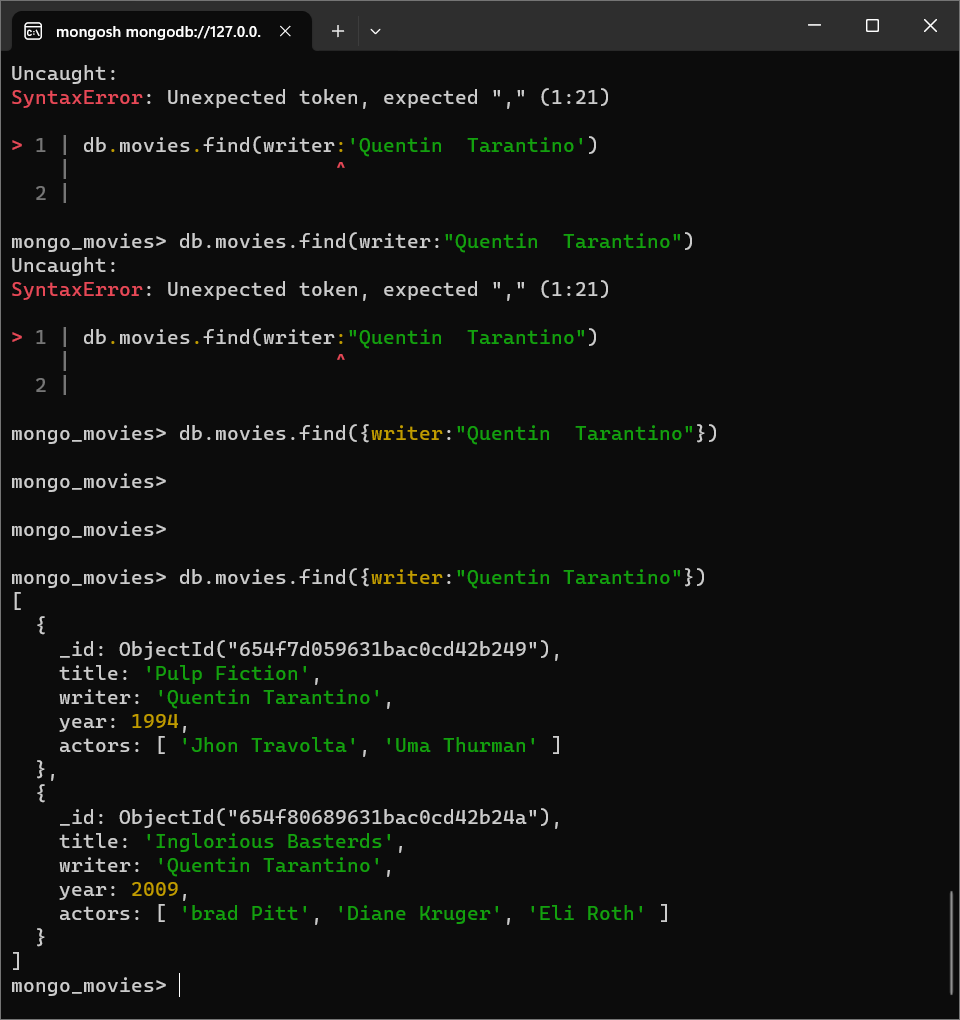 mongosh mongodb://127.0.0.
Uncaught:
SyntaxError: Unexpected token, expected "," (1:21)
> 1 | db.movies.find(writer:'Quentin  Tarantino')
    |                      ^
  2 |
mongo_movies> db.movies.find(writer:"Quentin  Tarantino")
Uncaught:
SyntaxError: Unexpected token, expected "," (1:21)
> 1 | db.movies.find(writer:"Quentin  Tarantino")
    |                      ^
  2 |
mongo_movies> db.movies.find({writer:"Quentin  Tarantino"})
mongo_movies>
mongo_movies>
mongo_movies> db.movies.find({writer:"Quentin Tarantino"})
[
  {
    _id: ObjectId("654f7d059631bac0cd42b249"),
    title: 'Pulp Fiction',
    writer: 'Quentin Tarantino',
    year: 1994,
    actors: [ 'Jhon Travolta', 'Uma Thurman' ]
  },
  {
    _id: ObjectId("654f80689631bac0cd42b24a"),
    title: 'Inglorious Basterds',
    writer: 'Quentin Tarantino',
    year: 2009,
    actors: [ 'brad Pitt', 'Diane Kruger', 'Eli Roth' ]
  }
]
mongo_movies>